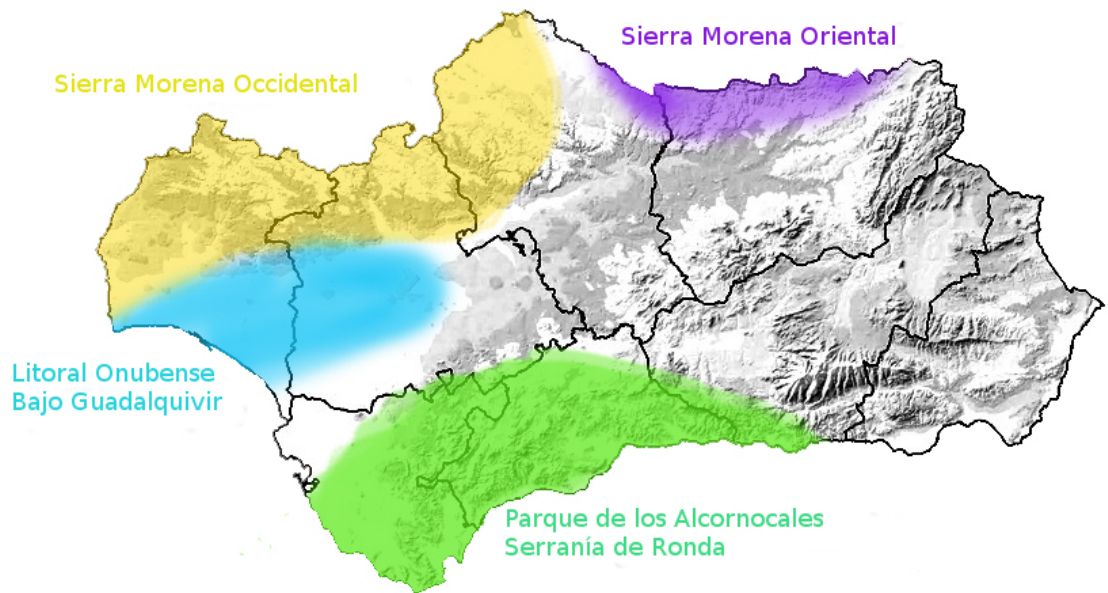 Sierra Morena Oriental
Sierra Morena Occidental
Litoral Onubense
Bajo Guadalquivir
Parque de los Alcornocales
Serranía de Ronda